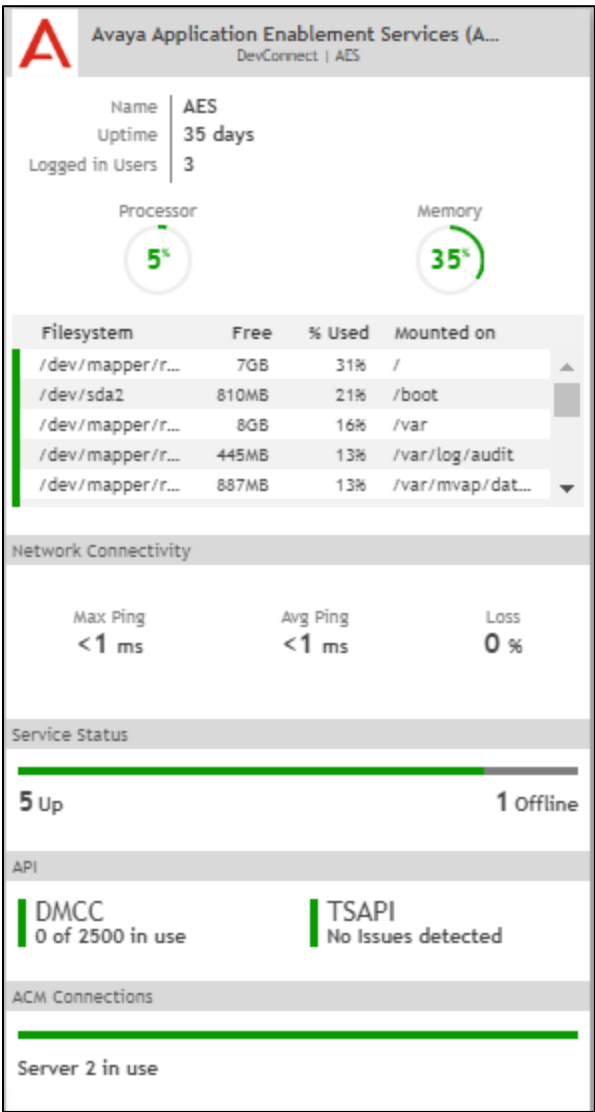 Avaya Application Enablement Services (A...
DevConnect | AES
Name AES
Uptime 35 days
Logged in Users 3
Processor Memory
5% 35%
Filesystem Free % Used Mounted on
/dev/mapper/r... 7GB 31% /
/dev/sda2 810MB 21% /boot
/dev/mapper/r... 8GB 16% /var
/dev/mapper/r... 445MB 13% /var/log/audit
/dev/mapper/r... 887MB 13% /var/mvap/dat...
Network Connectivity
Max Ping Avg Ping Loss
<1 ms <1 ms 0 %
Service Status
5 Up 1 Offline
API
DMCC TSAPI
0 of 2500 in use No Issues detected
ACM Connections
Server 2 in use